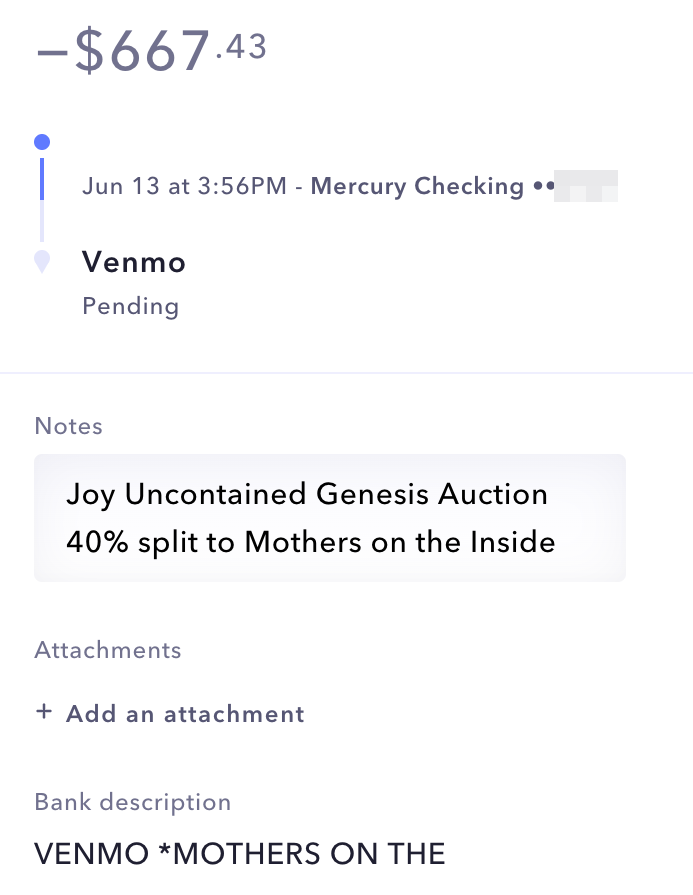 −$667.43
Jun 13 at 3:56PM - Mercury Checking ••
Venmo
Pending
Notes
Joy Uncontained Genesis Auction
40% split to Mothers on the Inside
Attachments
+ Add an attachment
Bank description
VENMO *MOTHERS ON THE